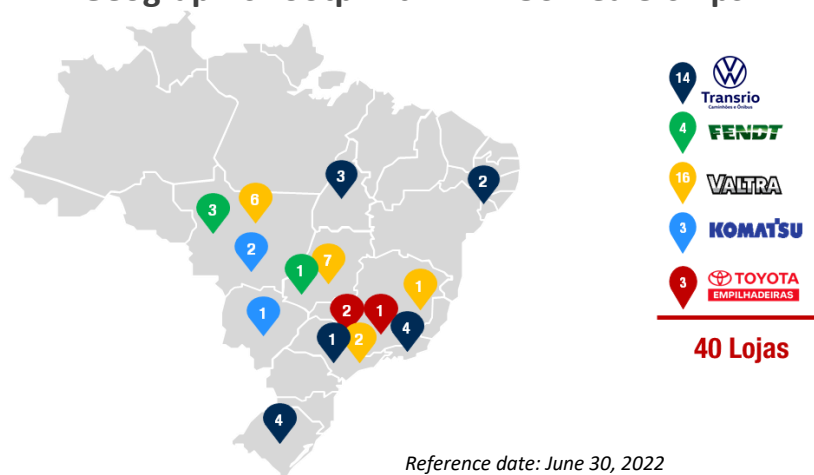 14
Transrio
Caminhões e Ônibus
4
FENDT
16
VALTRA
3
KOMATSU
3
TOYOTA
EMPILHADEIRAS
40 Lojas
3
2
3
6
2
1
7
1
1
2
1
4
1
2
4
Reference date: June 30, 2022